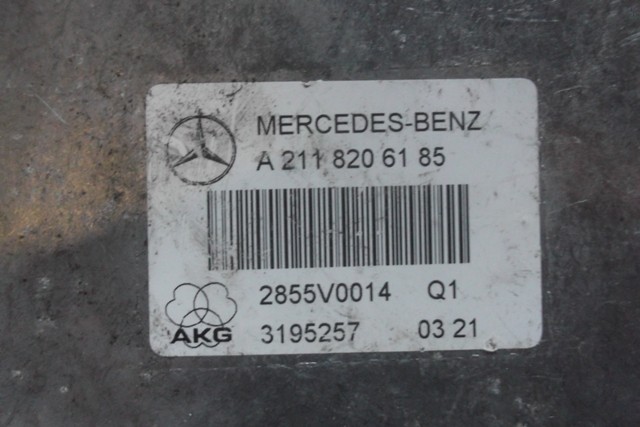 MERCEDES-BENZ
A 211 820 61 85
2855V0014 Q1
AKG
3195257 03 21